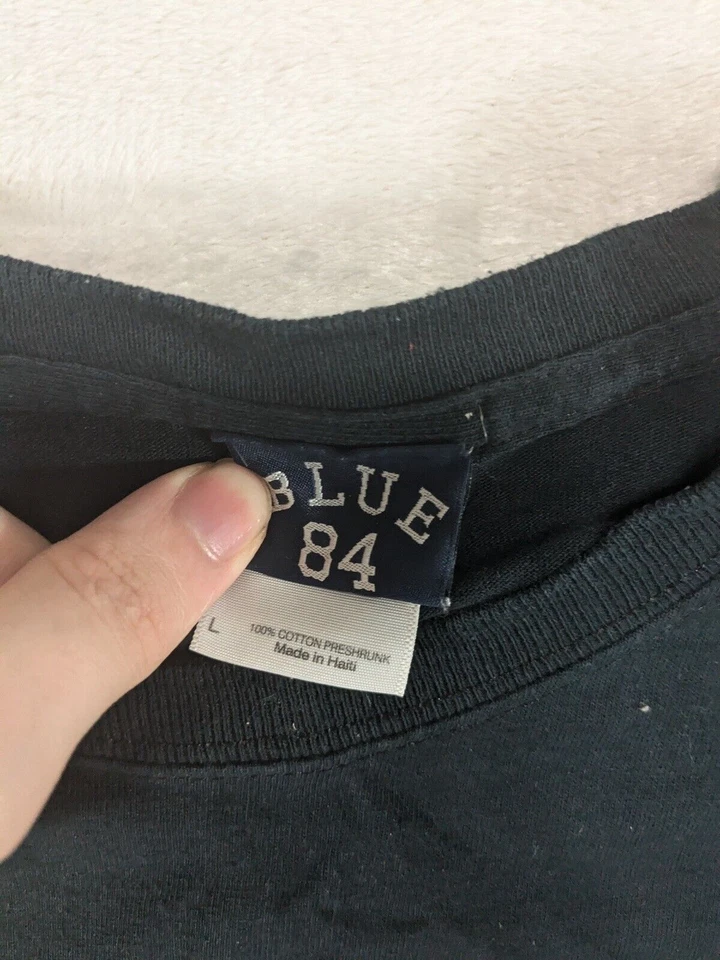 BLUE
84
L
100% COTTON PRESHRUNK
Made in Haiti